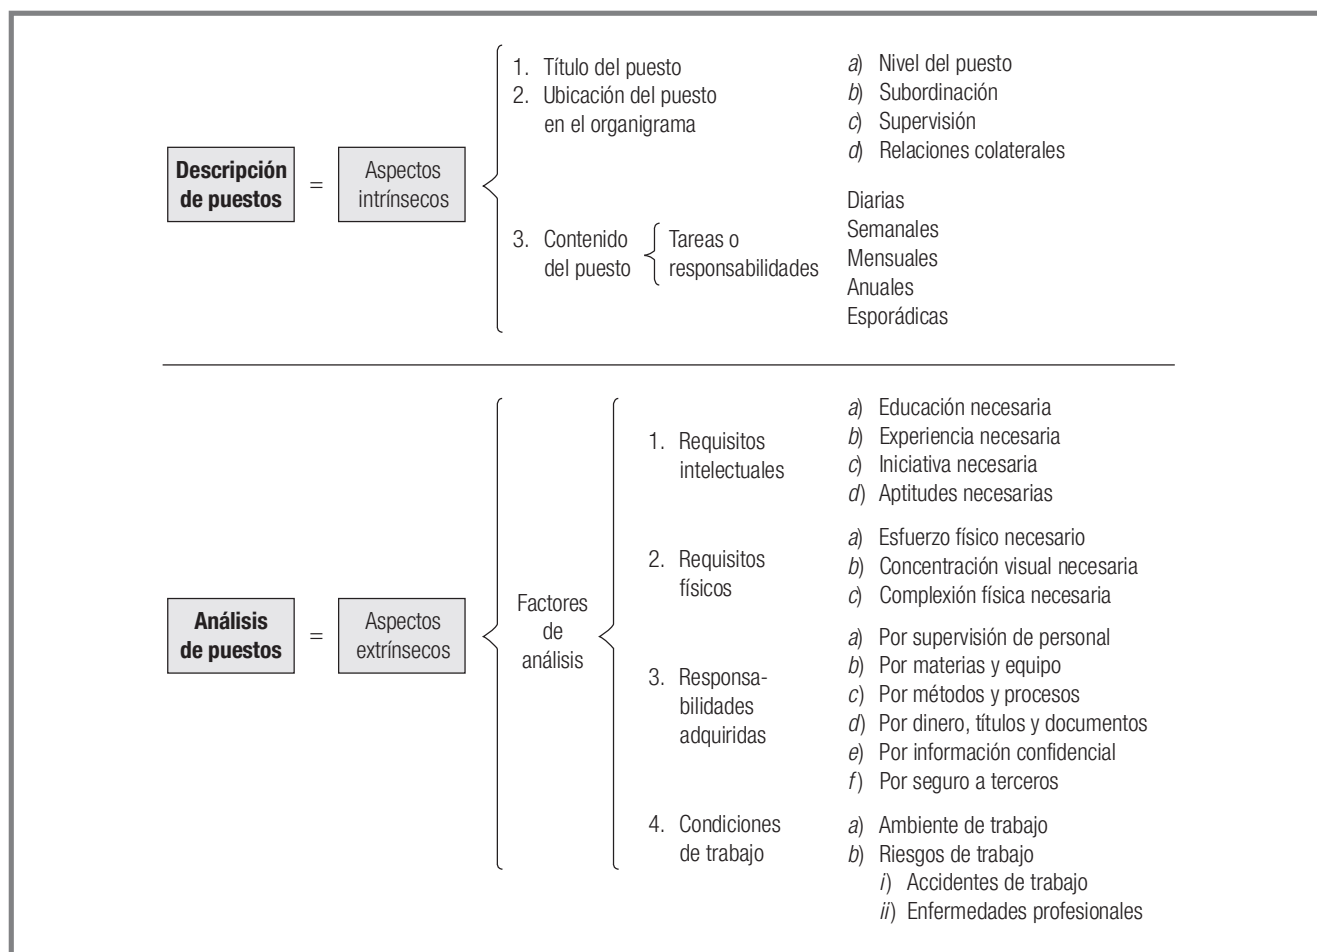 1. Título del puesto
2. Ubicación del puesto
en el organigrama
a) Nivel del puesto
b) Subordinación
c) Supervisión
d) Relaciones colaterales
Descripción
de puestos
=
Aspectos
intrínsecos
3. Contenido
del puesto
Tareas o
responsabilidades
Diarias
Semanales
Mensuales
Anuales
Esporádicas
Análisis
de puestos
=
Aspectos
extrínsecos
Factores
de
análisis
1. Requisitos
intelectuales
a) Educación necesaria
b) Experiencia necesaria
c) Iniciativa necesaria
d) Aptitudes necesarias
2. Requisitos
físicos
a) Esfuerzo físico necesario
b) Concentración visual necesaria
c) Complexión física necesaria
3. Responsa-
bilidades
adquiridas
a) Por supervisión de personal
b) Por materias y equipo
c) Por métodos y procesos
d) Por dinero, títulos y documentos
e) Por información confidencial
f) Por seguro a terceros
4. Condiciones
de trabajo
a) Ambiente de trabajo
b) Riesgos de trabajo
i) Accidentes de trabajo
ii) Enfermedades profesionales